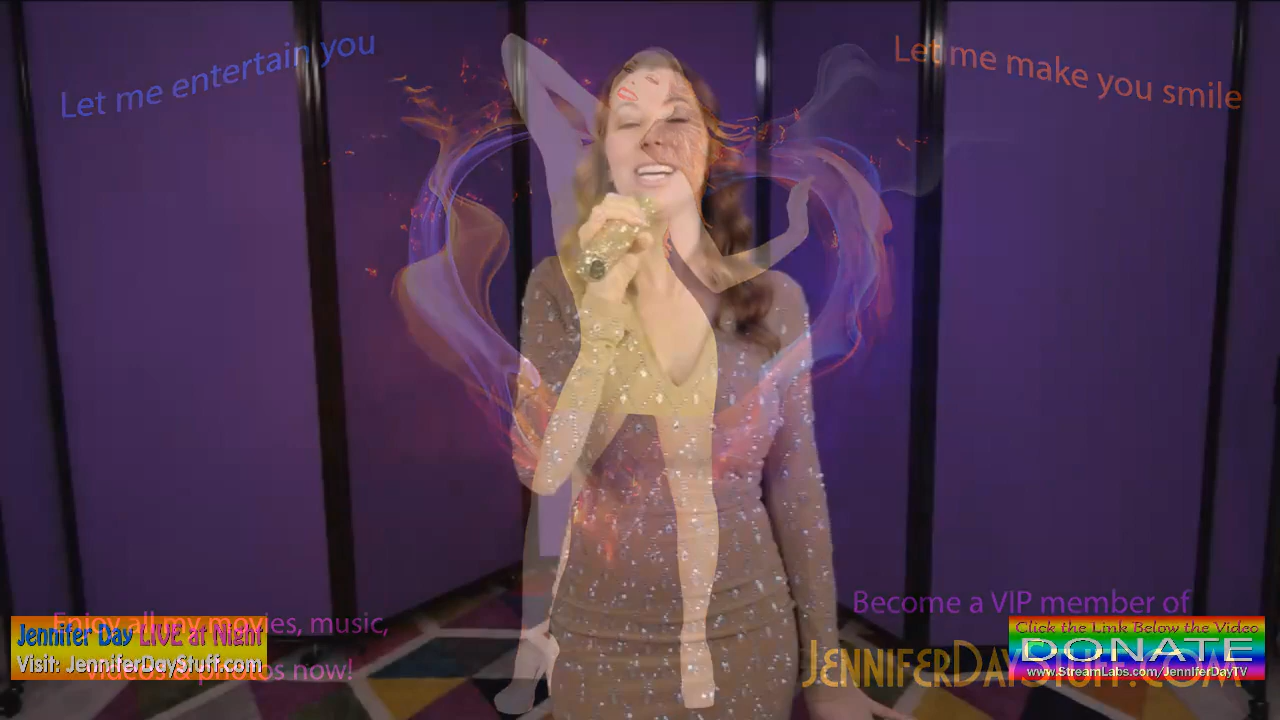 Let me entertain you
Let me make you smile
Enjoy all my movies, music,
videos & photos now!
Jennifer Day LIVE at Night
Visit: JenniferDayStuff.com
Become a VIP member of
JenniferDayStuff.com
Click the Link Below the Video
DONATE
www.StreamLabs.com/JenniferDayTV